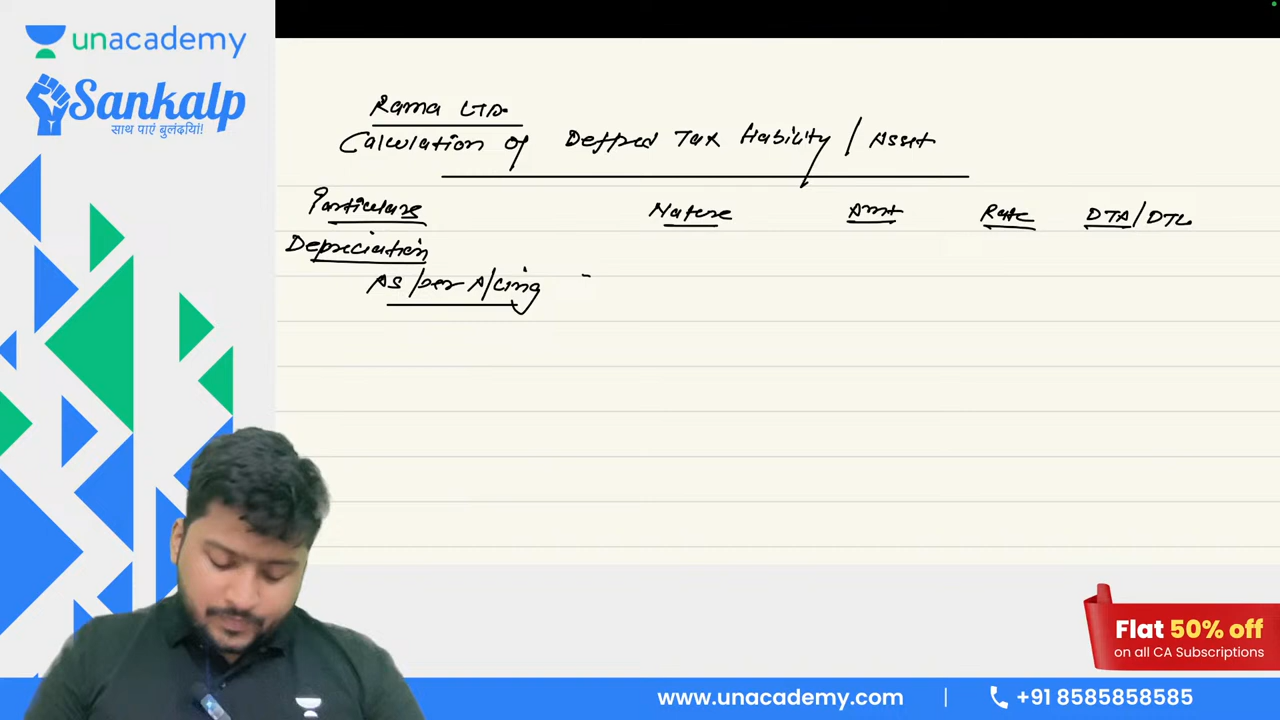 unacademy
Sankalp
साथ पाएं बुलंदियां!
Rama LTD.
Calculation of Deffred Tax liability / Asset
Particulars Nature Amt Rate DTA/DTL
Depreciation
As/per A/cing
Flat 50% off
on all CA Subscriptions
www.unacademy.com | +91 8585858585